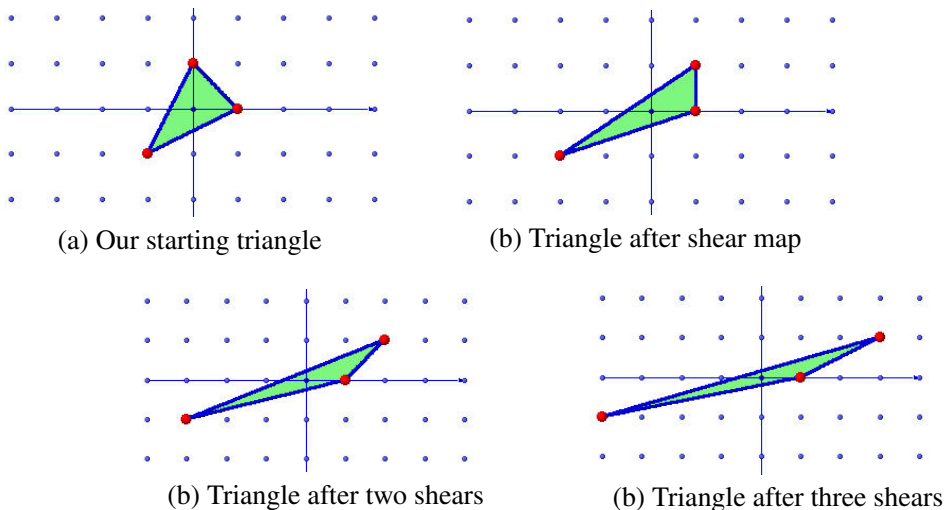 (a) Our starting triangle
(b) Triangle after shear map
(b) Triangle after two shears
(b) Triangle after three shears